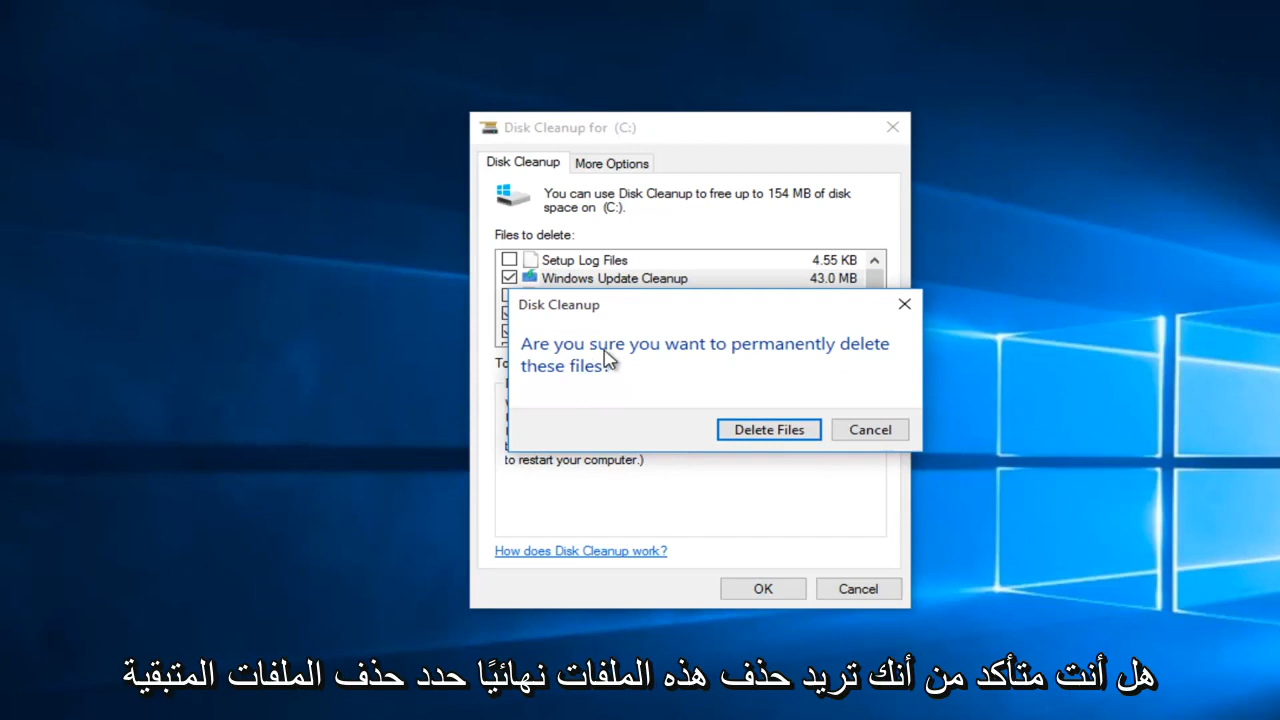 Disk Cleanup for (C:)
Disk Cleanup
More Options
You can use Disk Cleanup to free up to 154 MB of disk
space on (C:).
Files to delete:
Setup Log Files 4.55 KB
Windows Update Cleanup 43.0 MB
Disk Cleanup
Are you sure you want to permanently delete
these files?
Delete Files
Cancel
to restart your computer.)
How does Disk Cleanup work?
OK
Cancel
هل أنت متأكد من أنك تريد حذف هذه الملفات نهائيًا حدد حذف الملفات المتبقية